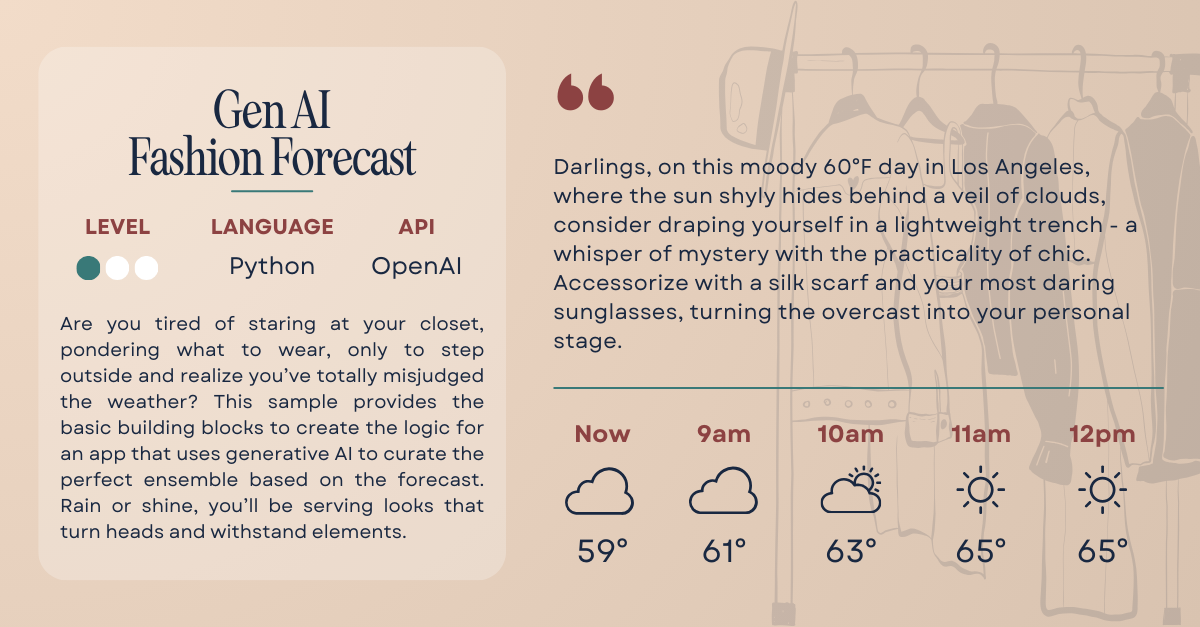 Gen AI
Fashion Forecast
LEVEL LANGUAGE API
Python OpenAI
Are you tired of staring at your closet,
pondering what to wear, only to step
outside and realize you’ve totally misjudged
the weather? This sample provides the
basic building blocks to create the logic for
an app that uses generative AI to curate the
perfect ensemble based on the forecast.
Rain or shine, you’ll be serving looks that
turn heads and withstand elements.
“
Darlings, on this moody 60°F day in Los Angeles,
where the sun shyly hides behind a veil of clouds,
consider draping yourself in a lightweight trench - a
whisper of mystery with the practicality of chic.
Accessorize with a silk scarf and your most daring
sunglasses, turning the overcast into your personal
stage.
Now 9am 10am 11am 12pm
59° 61° 63° 65° 65°